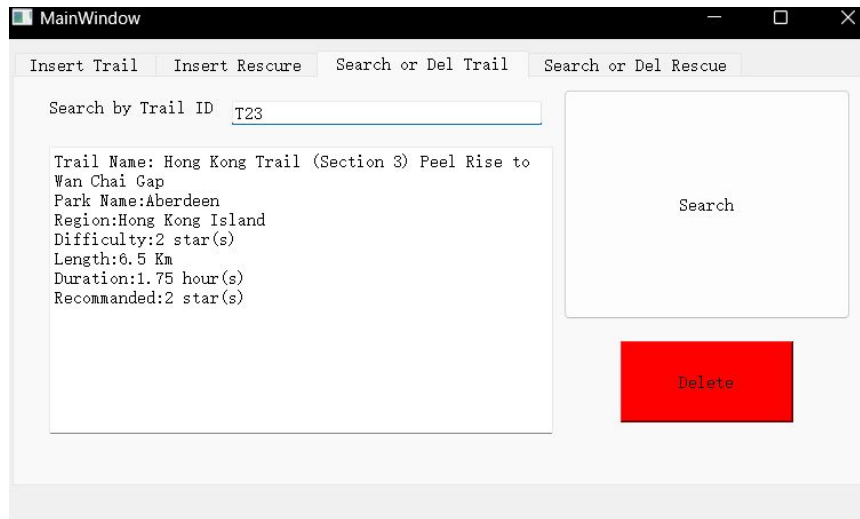 MainWindow
Insert Trail
Insert Rescure
Search or Del Trail
Search or Del Rescue
Search by Trail ID
T23
Trail Name: Hong Kong Trail (Section 3) Peel Rise to
Wan Chai Gap
Park Name:Aberdeen
Region:Hong Kong Island
Difficulty:2 star(s)
Length:6.5 Km
Duration:1.75 hour(s)
Recommanded:2 star(s)
Search
Delete